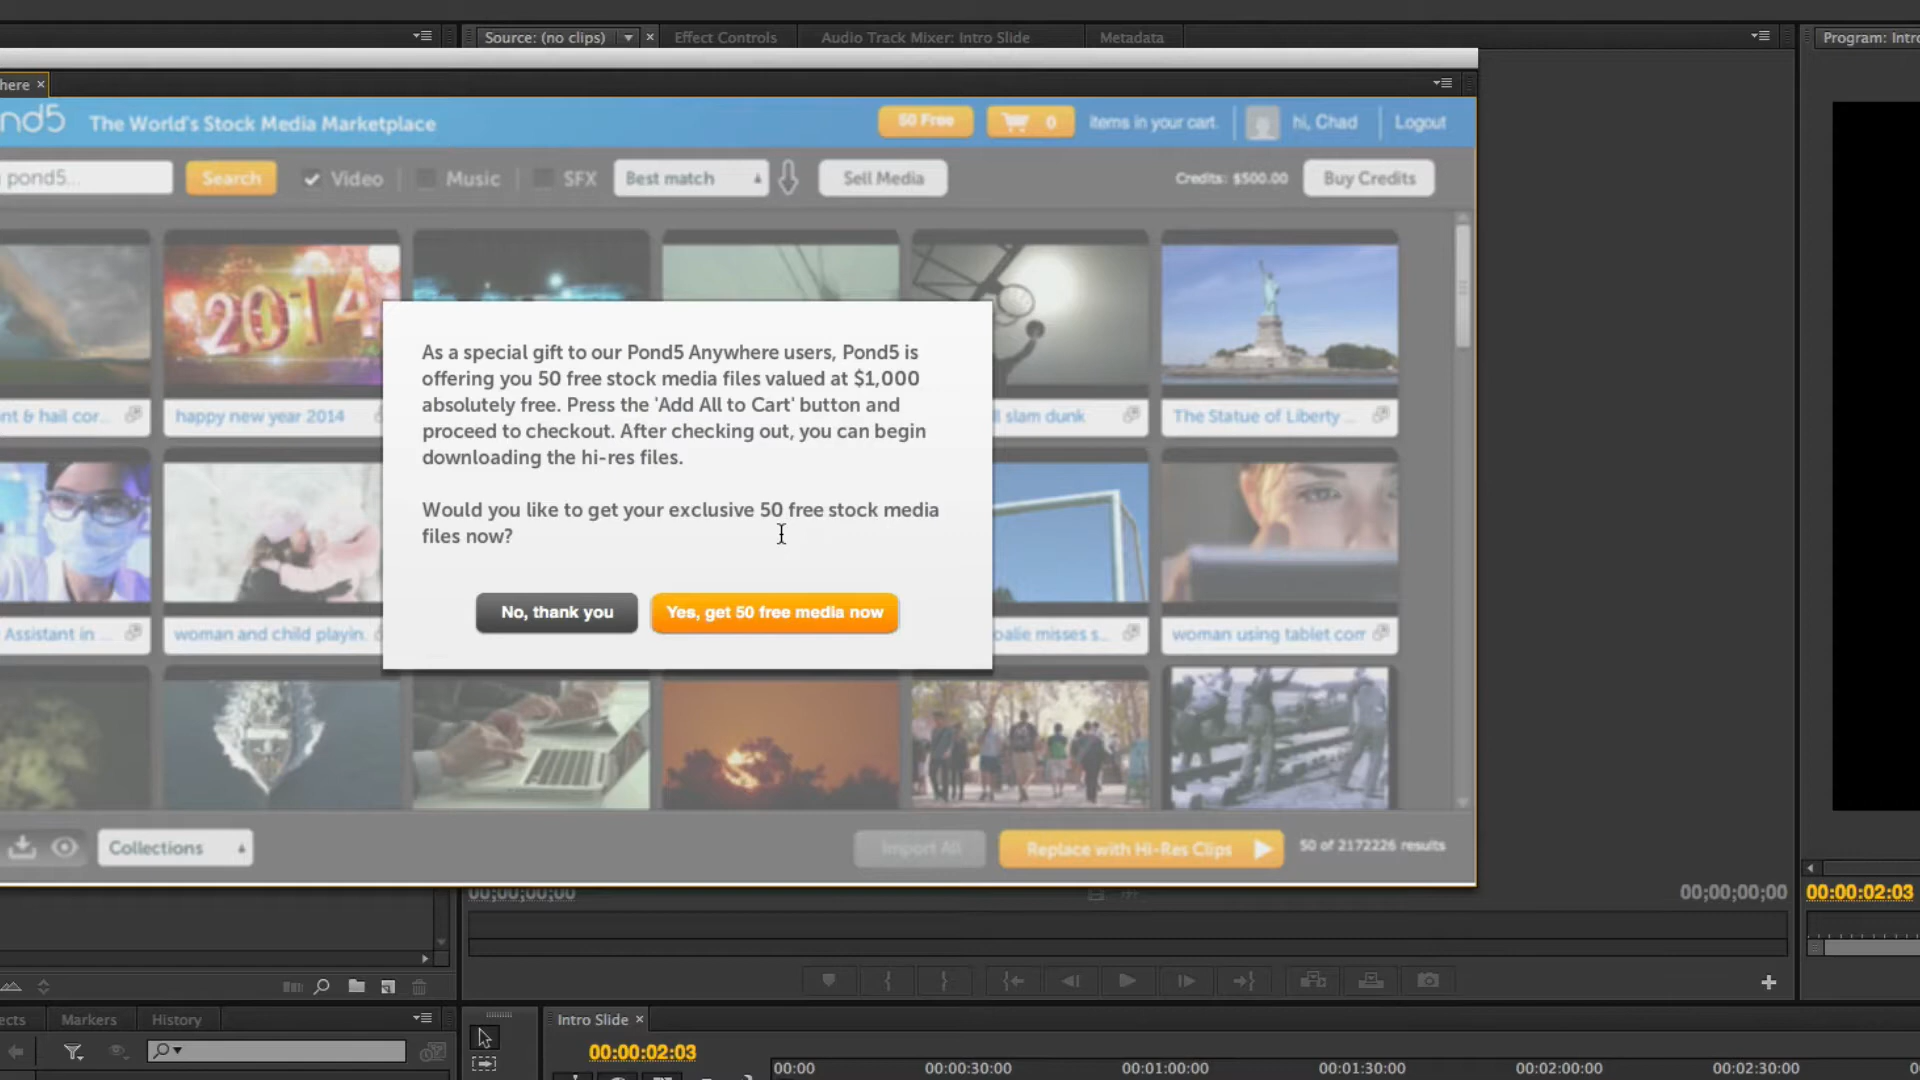 Source: (no clips)
Effect Controls
Audio Track Mixer: Intro Slide
Metadata
Program: Intro
here
nd5
The World's Stock Media Marketplace
50 Free
0
items in your cart.
hi, Chad
Logout
pond5...
Search
Video
Music
SFX
Best match
Sell Media
Credits: $500.00
Buy Credits
2014
nt & hail cor...
happy new year 2014
ll slam dunk
The Statue of Liberty ...
As a special gift to our Pond5 Anywhere users, Pond5 is
offering you 50 free stock media files valued at $1,000
absolutely free. Press the 'Add All to Cart' button and
proceed to checkout. After checking out, you can begin
downloading the hi-res files.
Would you like to get your exclusive 50 free stock media
files now?
No, thank you
Yes, get 50 free media now
Assistant in ...
woman and child playin.
oalie misses s...
woman using tablet com
Collections
Import All
Replace with Hi-Res Clips
50 of 2172226 results
00;00;00;00
00;00;00;00
00:00:02:03
ects
Markers
History
Intro Slide
00:00:02:03
00:00
00:00:30:00
00:01:00:00
00:01:30:00
00:02:00:00
00:02:30:00